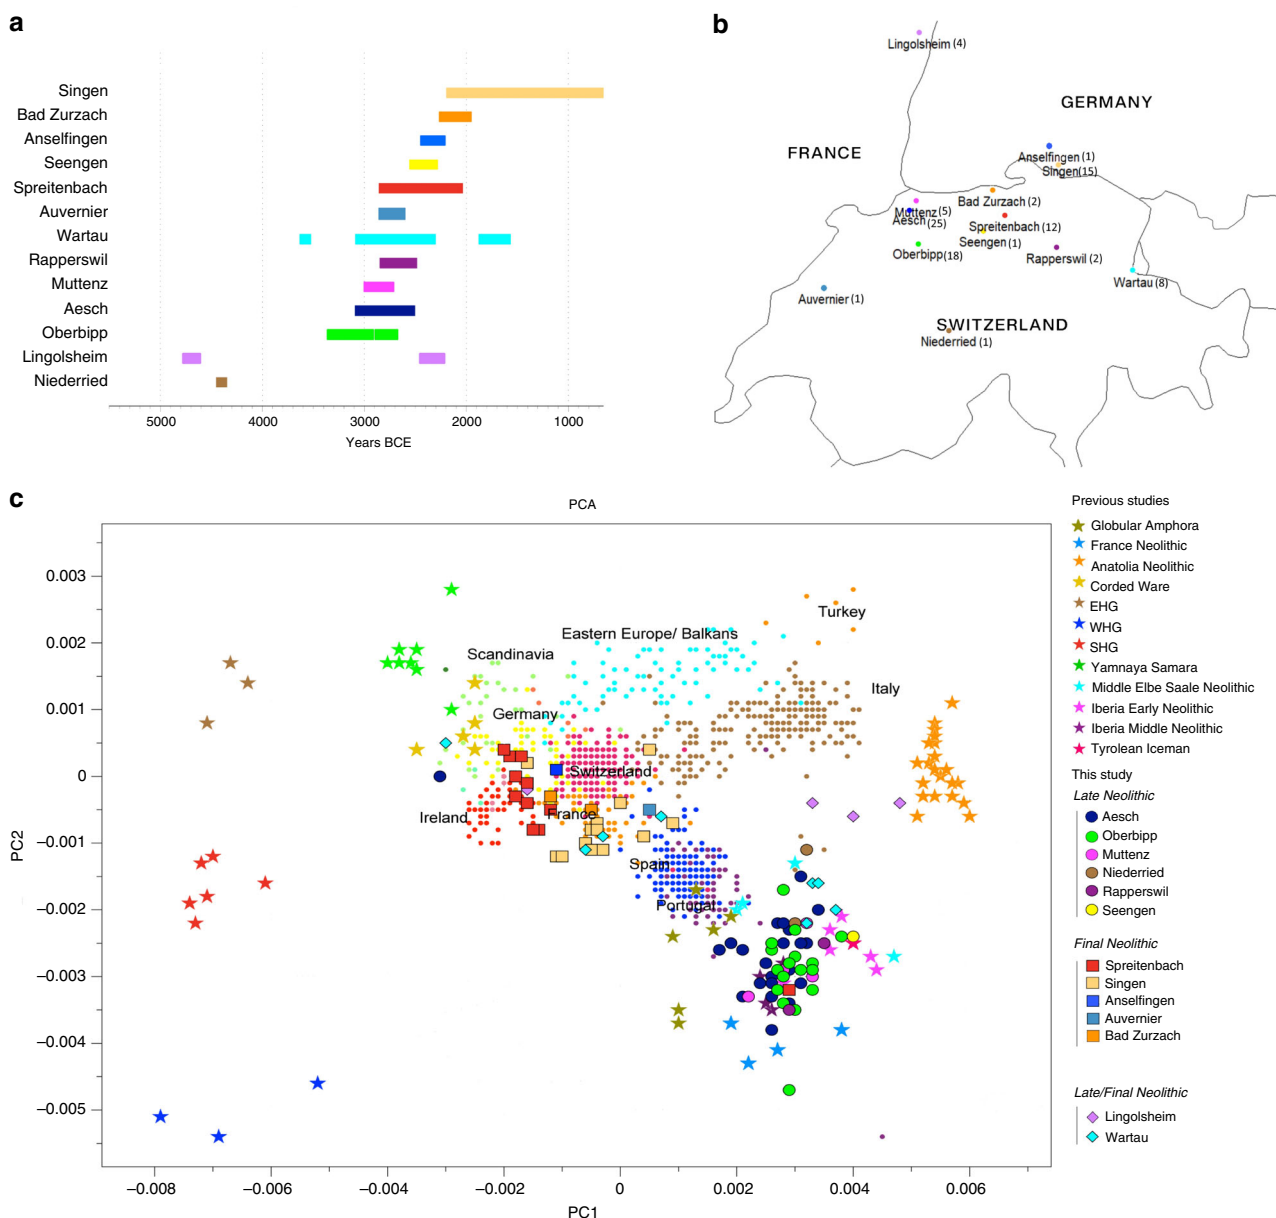 a
Singen
Bad Zurzach
Anselfingen
Seengen
Spreitenbach
Auvernier
Wartau
Rapperswil
Muttenz
Aesch
Oberbipp
Lingolsheim
Niederried
5000 4000 3000 2000 1000
Years BCE
b
Lingolsheim (4)
GERMANY
FRANCE
Anselfingen (1)
Singen (15)
Bad Zurzach (2)
Muttenz (5)
Aesch (25)
Spreitenbach (12)
Seengen (1)
Oberbipp (18)
Rapperswil (2)
Wartau (8)
Auvernier (1)
SWITZERLAND
Niederried (1)
c
PCA
0.003
0.002
0.001
0
−0.001
−0.002
−0.003
−0.004
−0.005
PC2
Turkey
Eastern Europe/ Balkans
Scandinavia
Italy
Germany
Switzerland
Ireland
France
Spain
Portugal
−0.008 −0.006 −0.004 −0.002 0 0.002 0.004 0.006
PC1
Previous studies
Globular Amphora
France Neolithic
Anatolia Neolithic
Corded Ware
EHG
WHG
SHG
Yamnaya Samara
Middle Elbe Saale Neolithic
Iberia Early Neolithic
Iberia Middle Neolithic
Tyrolean Iceman
This study
Late Neolithic
Aesch
Oberbipp
Muttenz
Niederried
Rapperswil
Seengen
Final Neolithic
Spreitenbach
Singen
Anselfingen
Auvernier
Bad Zurzach
Late/Final Neolithic
Lingolsheim
Wartau